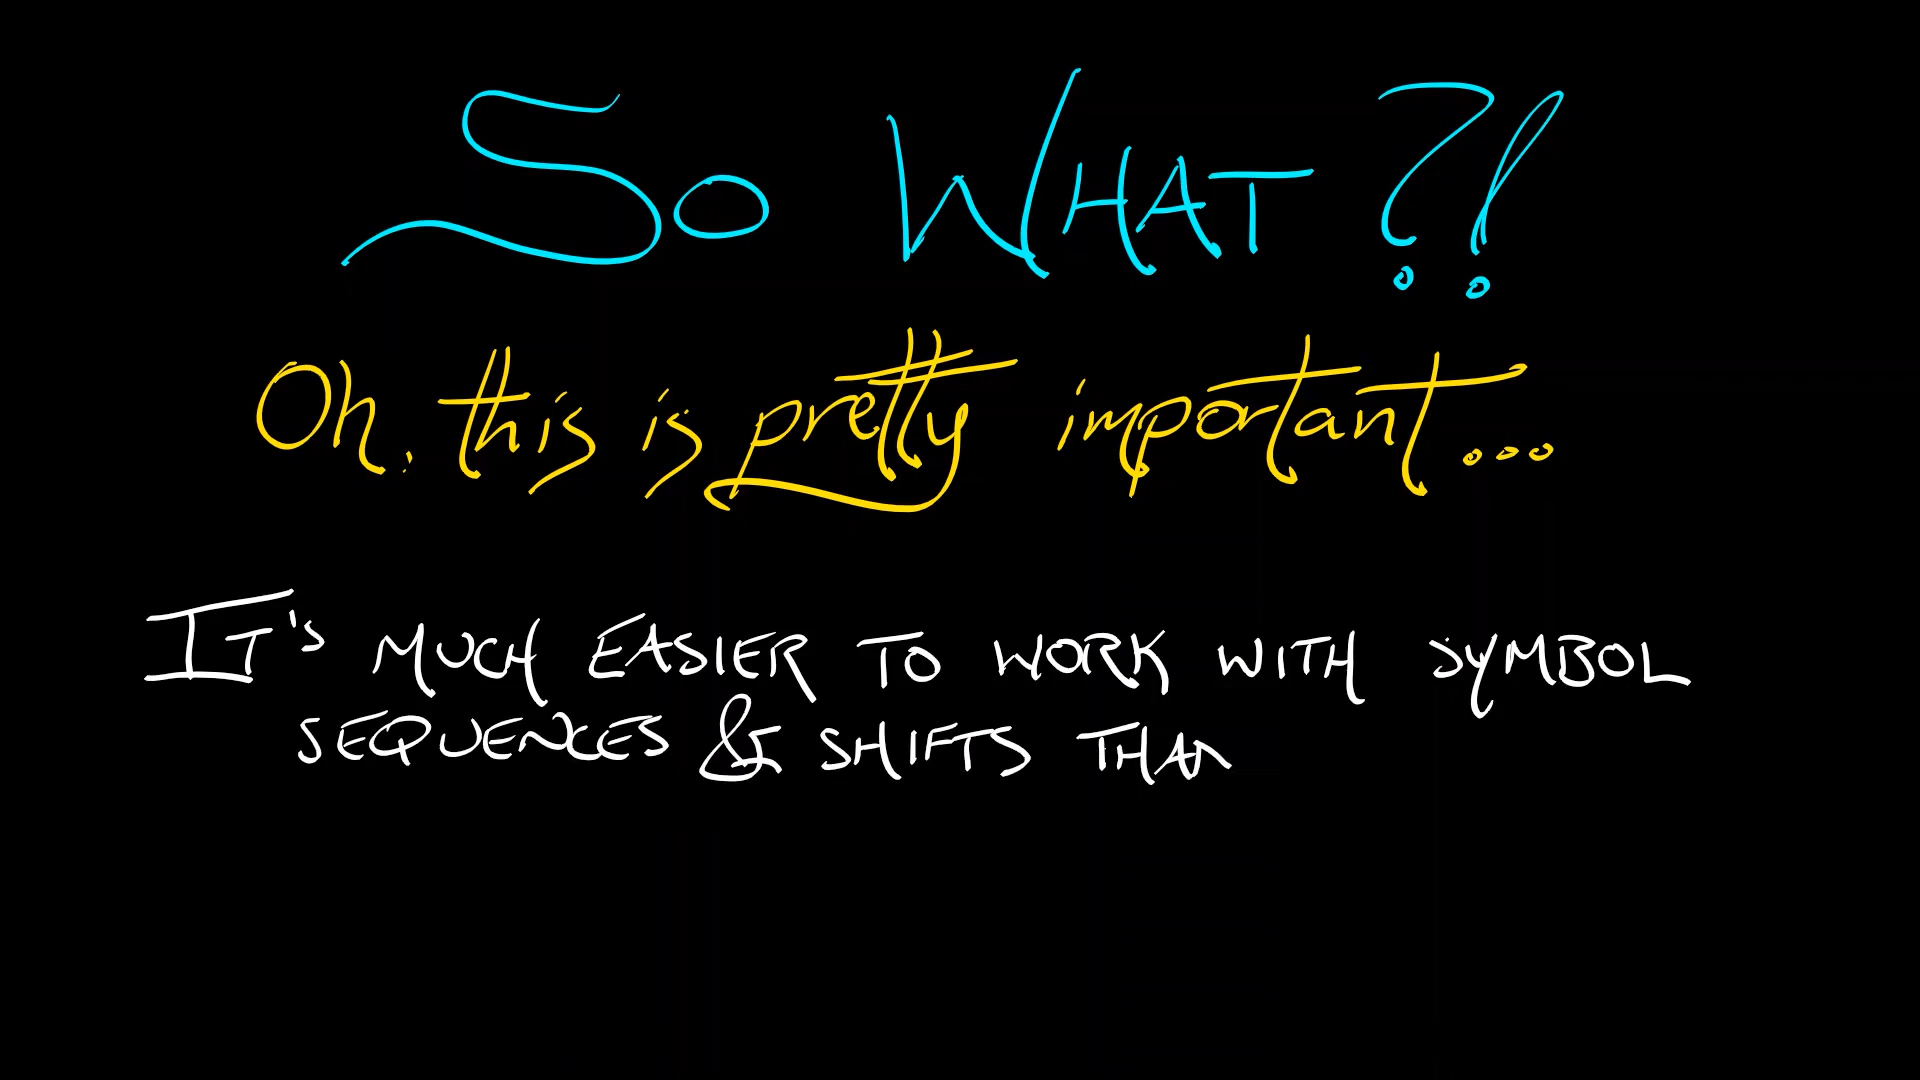 So WHAT?!
Oh, this is pretty important...
IT'S MUCH EASIER TO WORK WITH SYMBOL
SEQUENCES & SHIFTS THAN